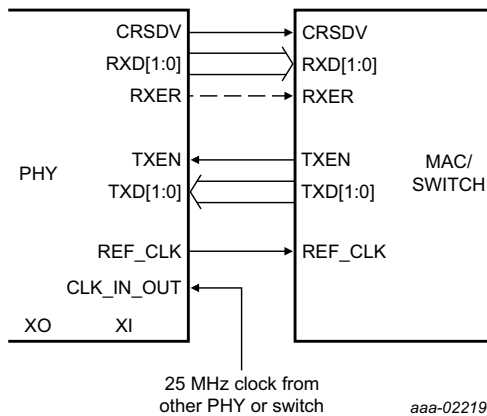 CRSDV CRSDV
RXD[1:0] RXD[1:0]
RXER RXER
TXEN TXEN
PHY MAC/
TXD[1:0] TXD[1:0] SWITCH
REF_CLK REF_CLK
CLK_IN_OUT
XO XI
25 MHz clock from
other PHY or switch
aaa-02219